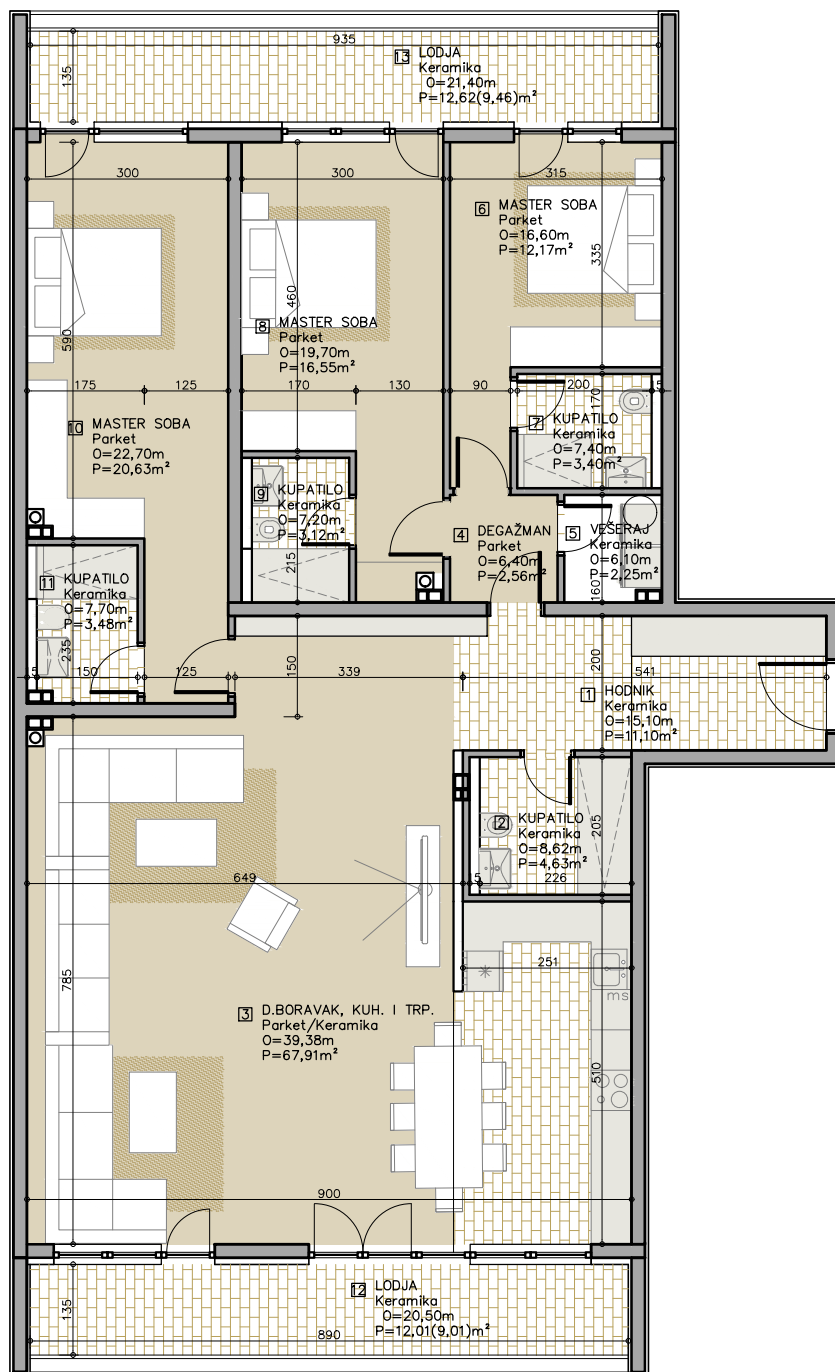 935
135
13 LODJA
Keramika
O=21,40m
P=12,62(9,46)m²
300
300
315
6 MASTER SOBA
Parket
O=16,60m
P=12,17m²
335
590
460
8 MASTER SOBA
Parket
O=19,70m
P=16,55m²
175
125
170
130
90
200
5
170
10 MASTER SOBA
Parket
O=22,70m
P=20,63m²
7 KUPATILO
Keramika
O=7,40m
P=3,40m²
9 KUPATILO
Keramika
O=7,20m
P=3,12m²
215
4 DEGAŽMAN
Parket
O=6,40m
P=2,56m²
5 VEŠERAJ
Keramika
O=6,10m
P=2,25m²
160
11 KUPATILO
Keramika
O=7,70m
P=3,48m²
235
5
150
125
150
339
200
541
1 HODNIK
Keramika
O=15,10m
P=11,10m²
2 KUPATILO
Keramika
O=8,62m
P=4,63m²
205
649
15
226
251
785
ms
3 D.BORAVAK, KUH. I TRP.
Parket/Keramika
O=39,38m
P=67,91m²
510
900
12 LODJA
Keramika
O=20,50m
P=12,01(9,01)m²
135
890